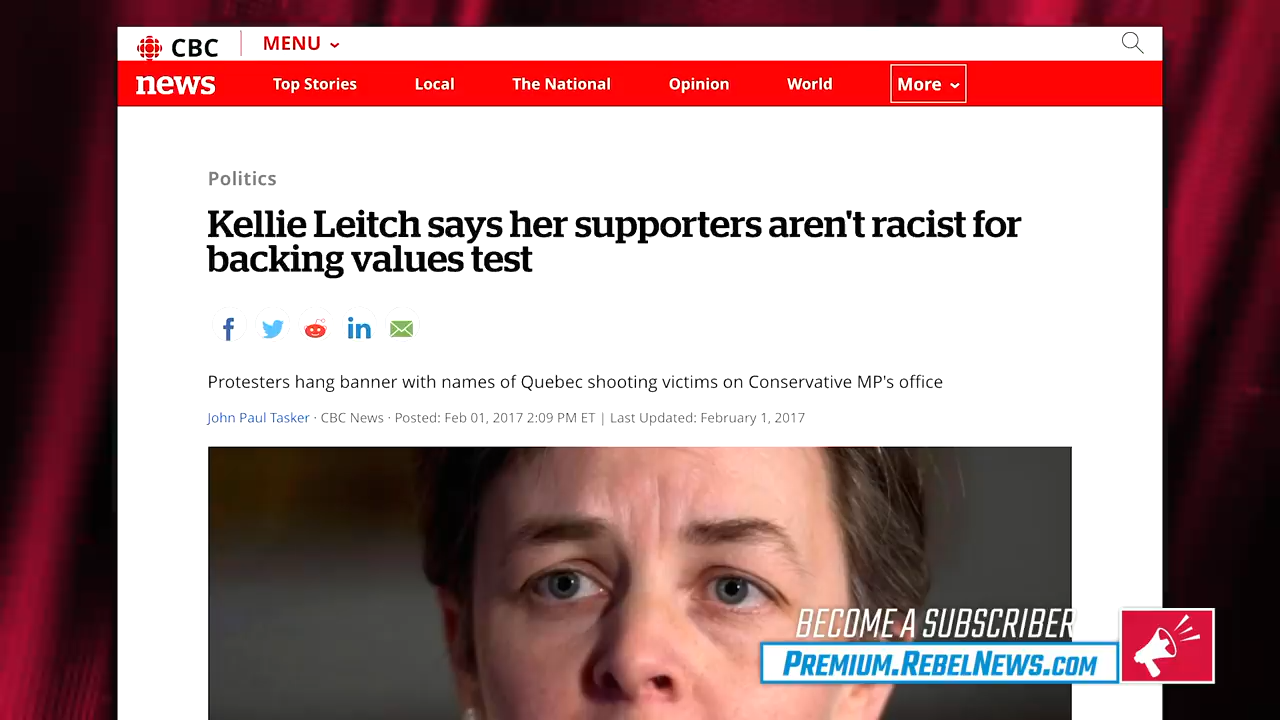 CBC
MENU
news
Top Stories
Local
The National
Opinion
World
More
Politics
Kellie Leitch says her supporters aren't racist for
backing values test
Protesters hang banner with names of Quebec shooting victims on Conservative MP's office
John Paul Tasker · CBC News · Posted: Feb 01, 2017 2:09 PM ET | Last Updated: February 1, 2017
BECOME A SUBSCRIBER
PREMIUM.REBELNEWS.COM